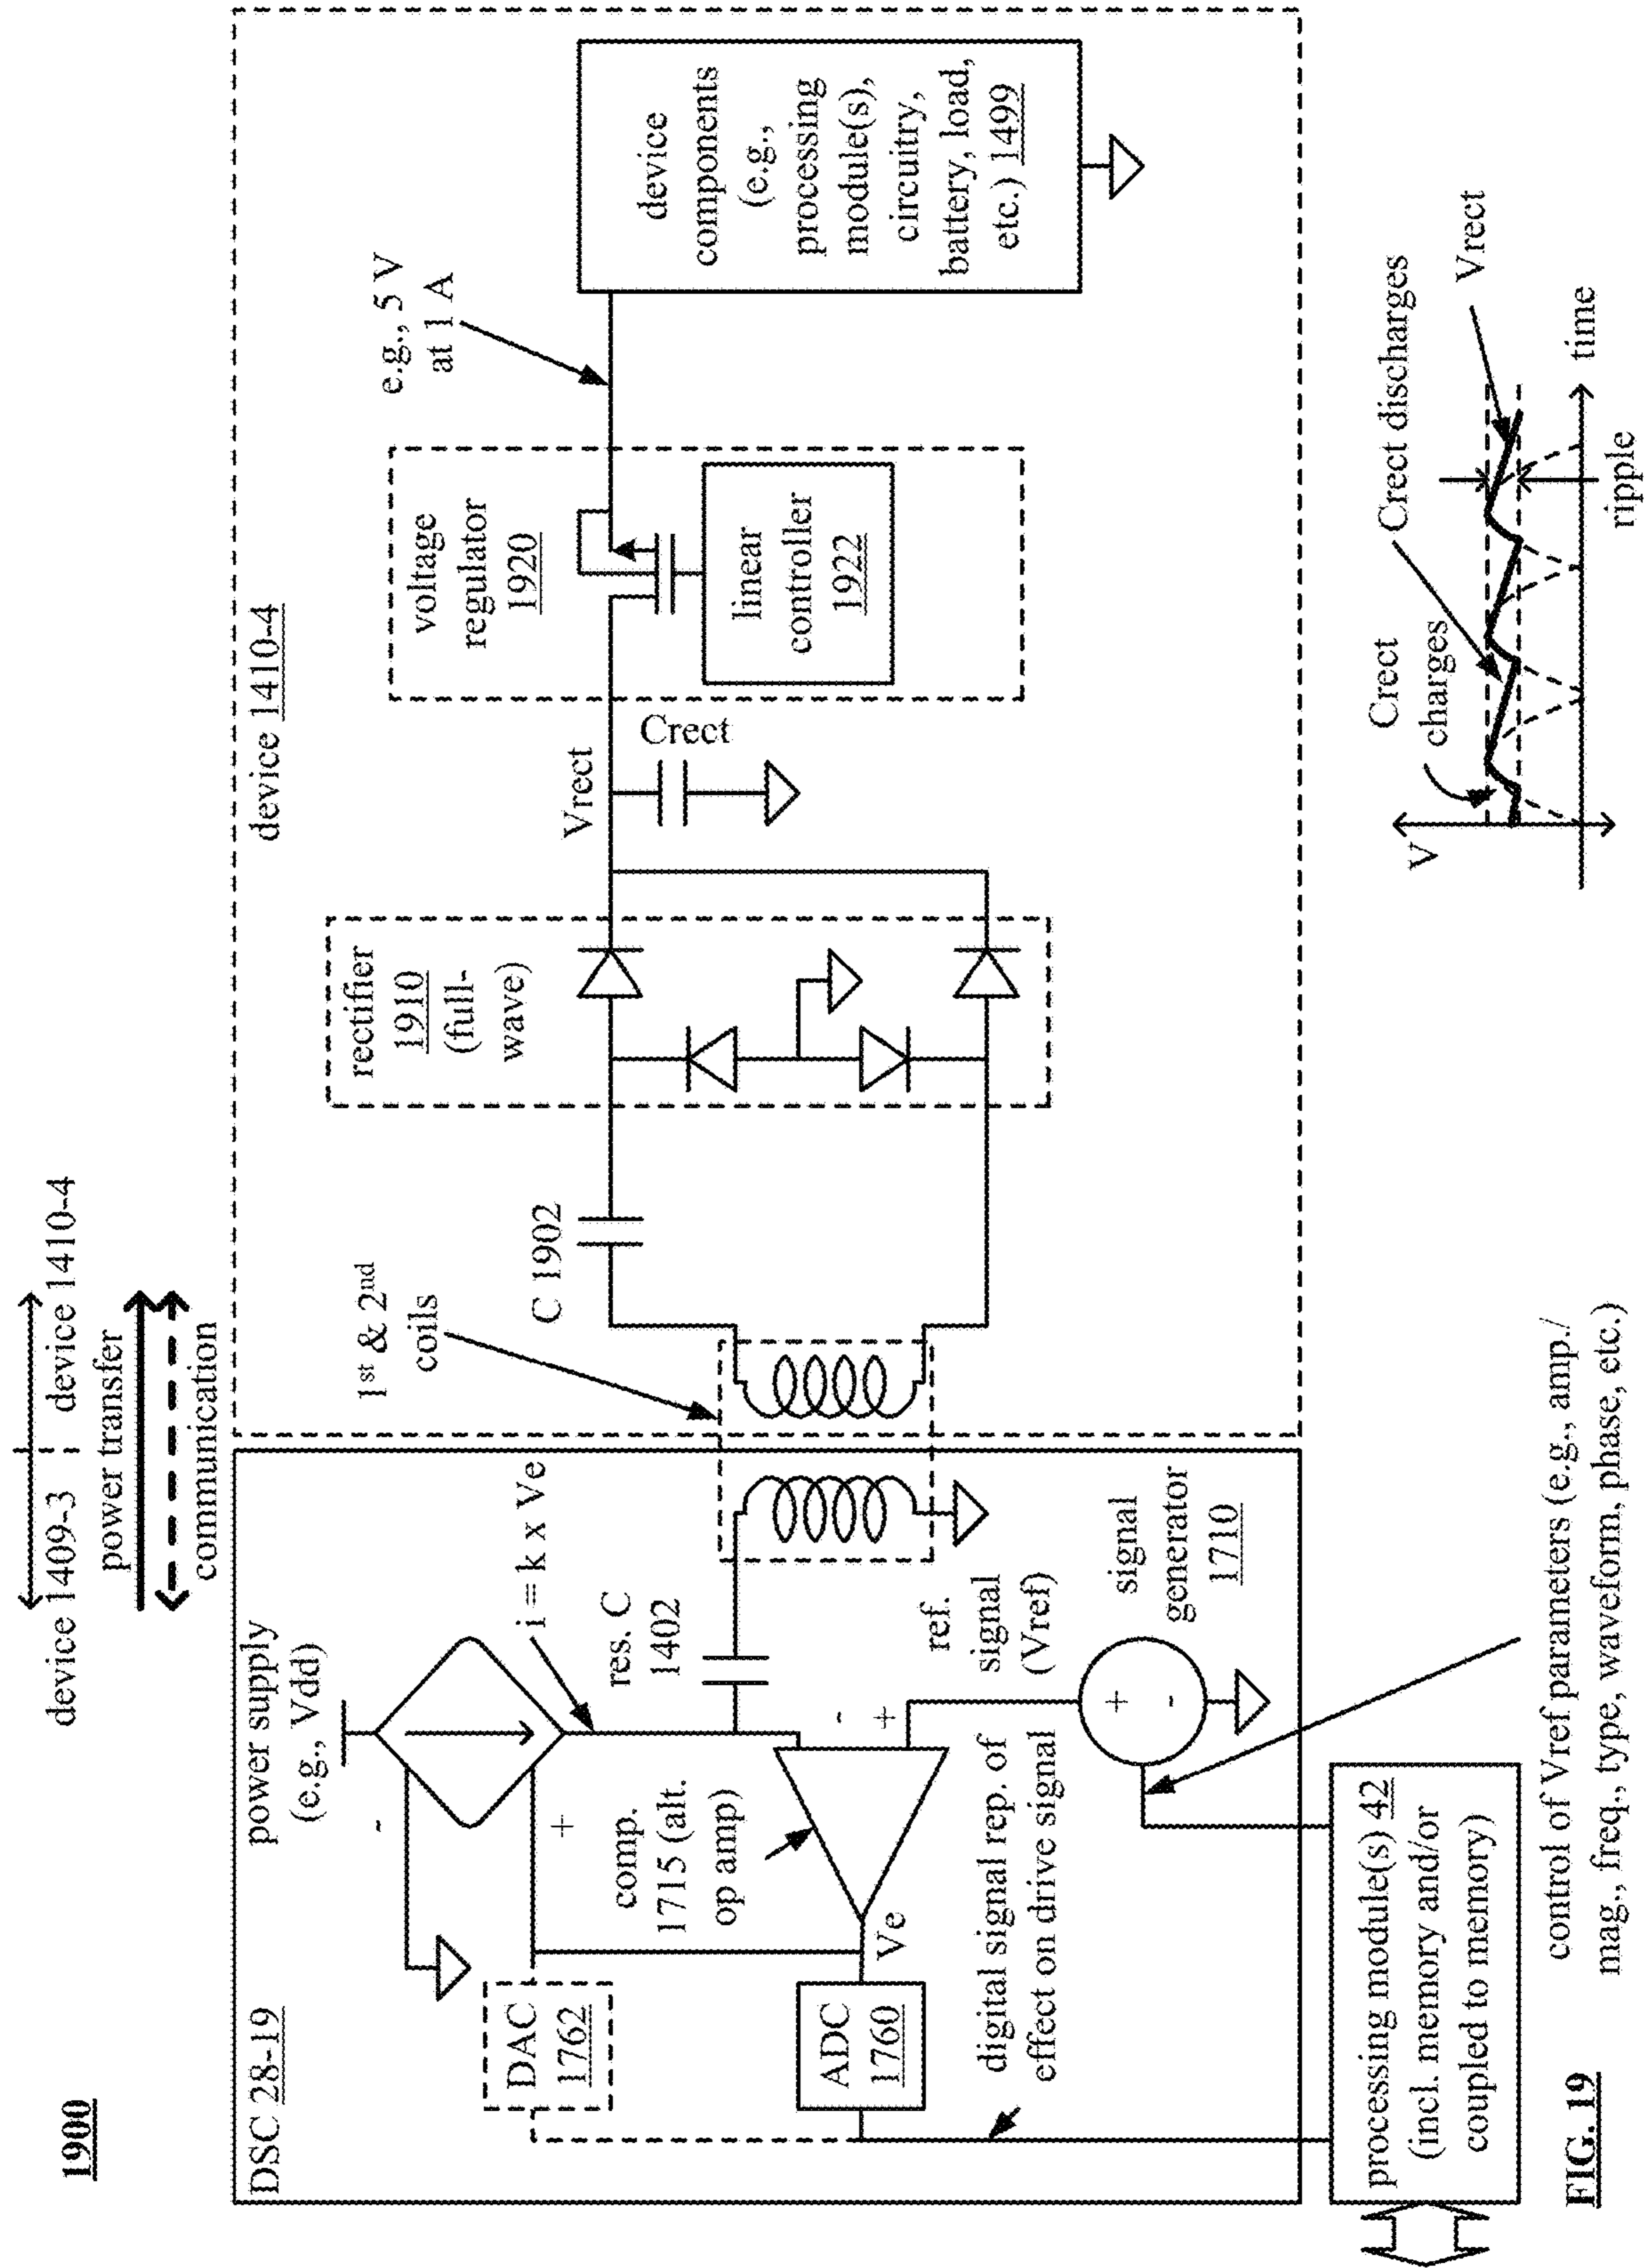 1900
device 1409-3
device 1410-4
power transfer
communication
DSC 28-19
power supply
(e.g., Vdd)
-
+
i = k x Ve
DAC
1762
comp.
1715 (alt.
op amp)
res. C
1402
-
+
Ve
ADC
1760
ref.
signal
(Vref)
digital signal rep. of
effect on drive signal
signal
generator
1710
+
-
1st & 2nd
coils
device 1410-4
C 1902
rectifier
1910
(full-
wave)
Vrect
Crect
voltage
regulator
1920
linear
controller
1922
e.g., 5 V
at 1 A
device
components
(e.g.,
processing
module(s),
circuitry,
battery, load,
etc.) 1499
processing module(s) 42
(incl. memory and/or
coupled to memory)
control of Vref parameters (e.g., amp./
mag., freq., type, waveform, phase, etc.)
V
Crect
charges
Crect discharges
Vrect
time
ripple
FIG. 19